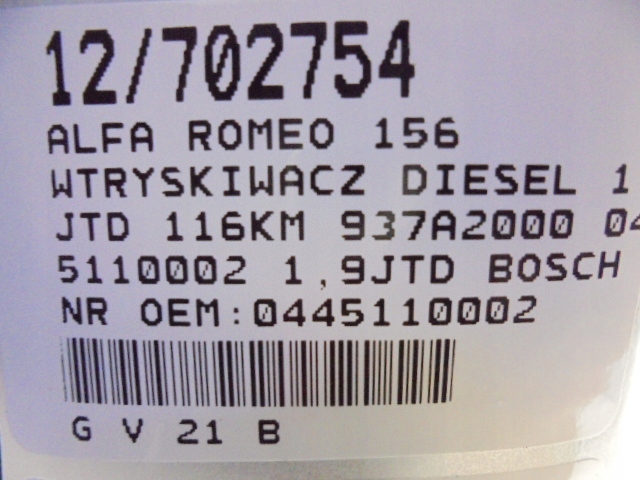 12/702754
ALFA ROMEO 156
WTRYSKIWACZ DIESEL 1
JTD 116KM 937A2000 04
5110002 1,9JTD BOSCH
NR OEM:0445110002
G V 21 B